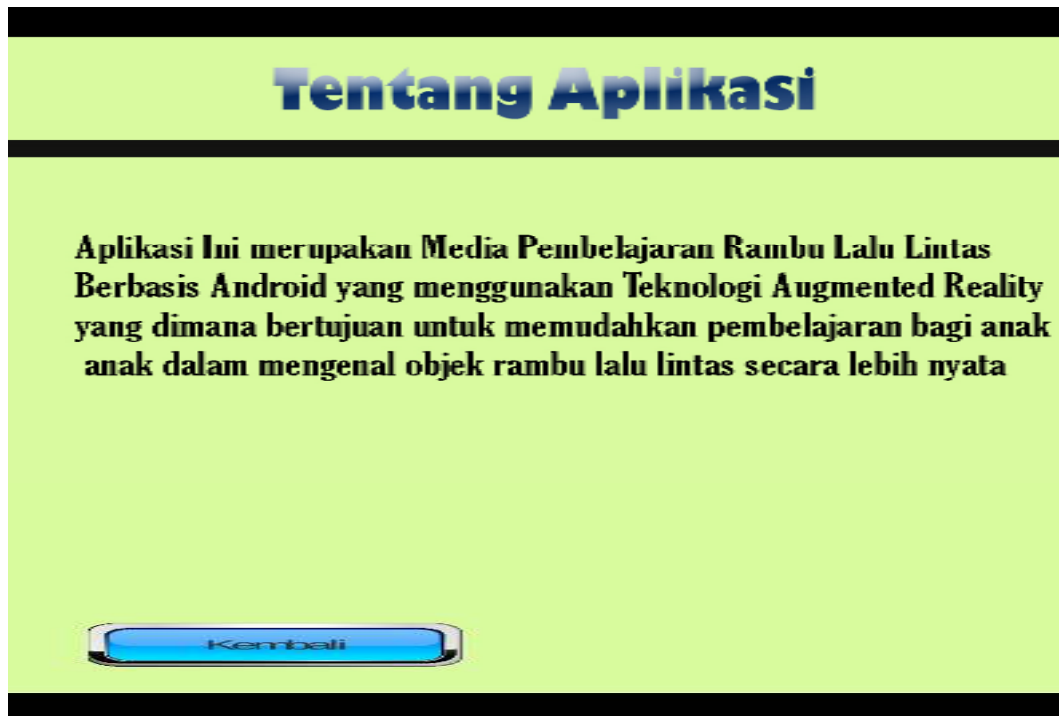 Tentang Aplikasi
Aplikasi Ini merupakan Media Pembelajaran Rambu Lalu Lintas
Berbasis Android yang menggunakan Teknologi Augmented Reality
yang dimana bertujuan untuk memudahkan pembelajaran bagi anak
anak dalam mengenal objek rambu lalu lintas secara lebih nyata
Kembali